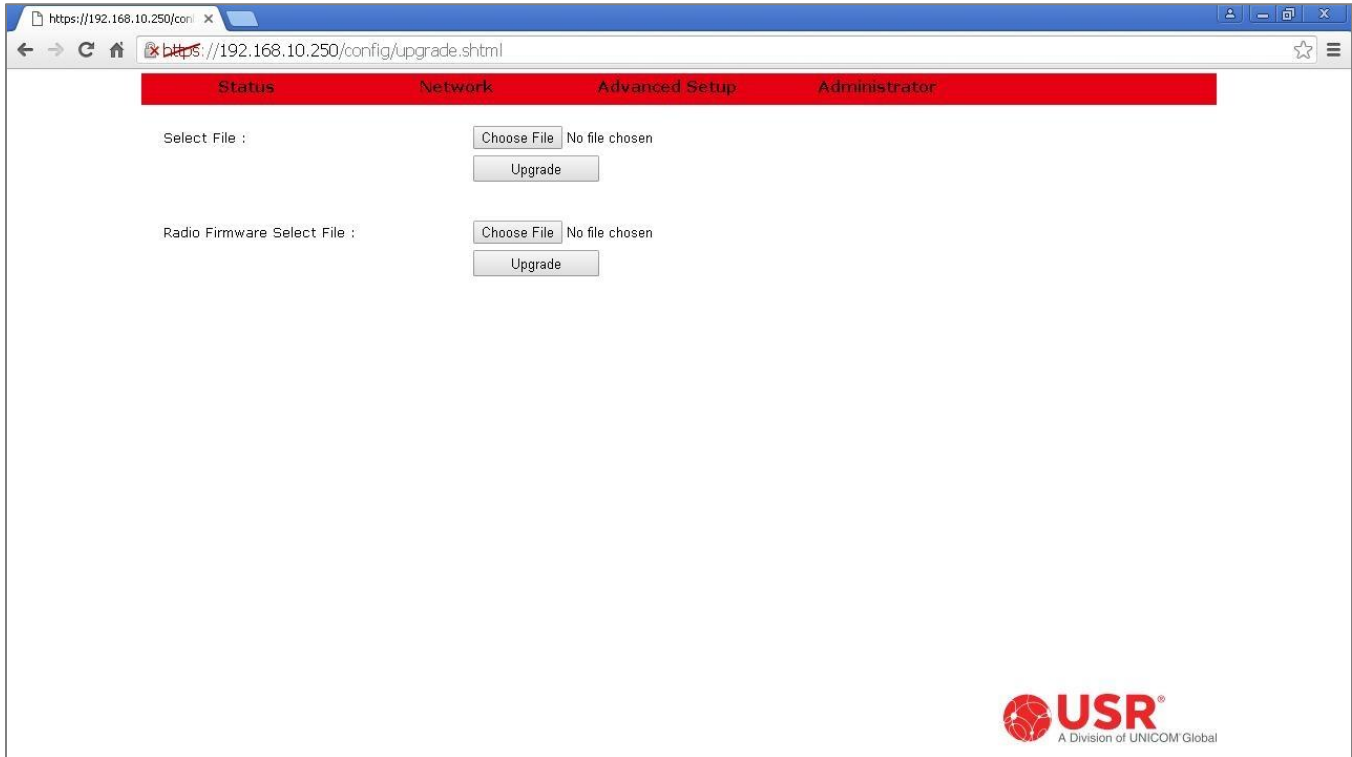 https://192.168.10.250/con
https://192.168.10.250/config/upgrade.shtml
Status Network Advanced Setup Administrator
Select File : Choose File No file chosen
Upgrade
Radio Firmware Select File : Choose File No file chosen
Upgrade
USR®
A Division of UNICOM® Global